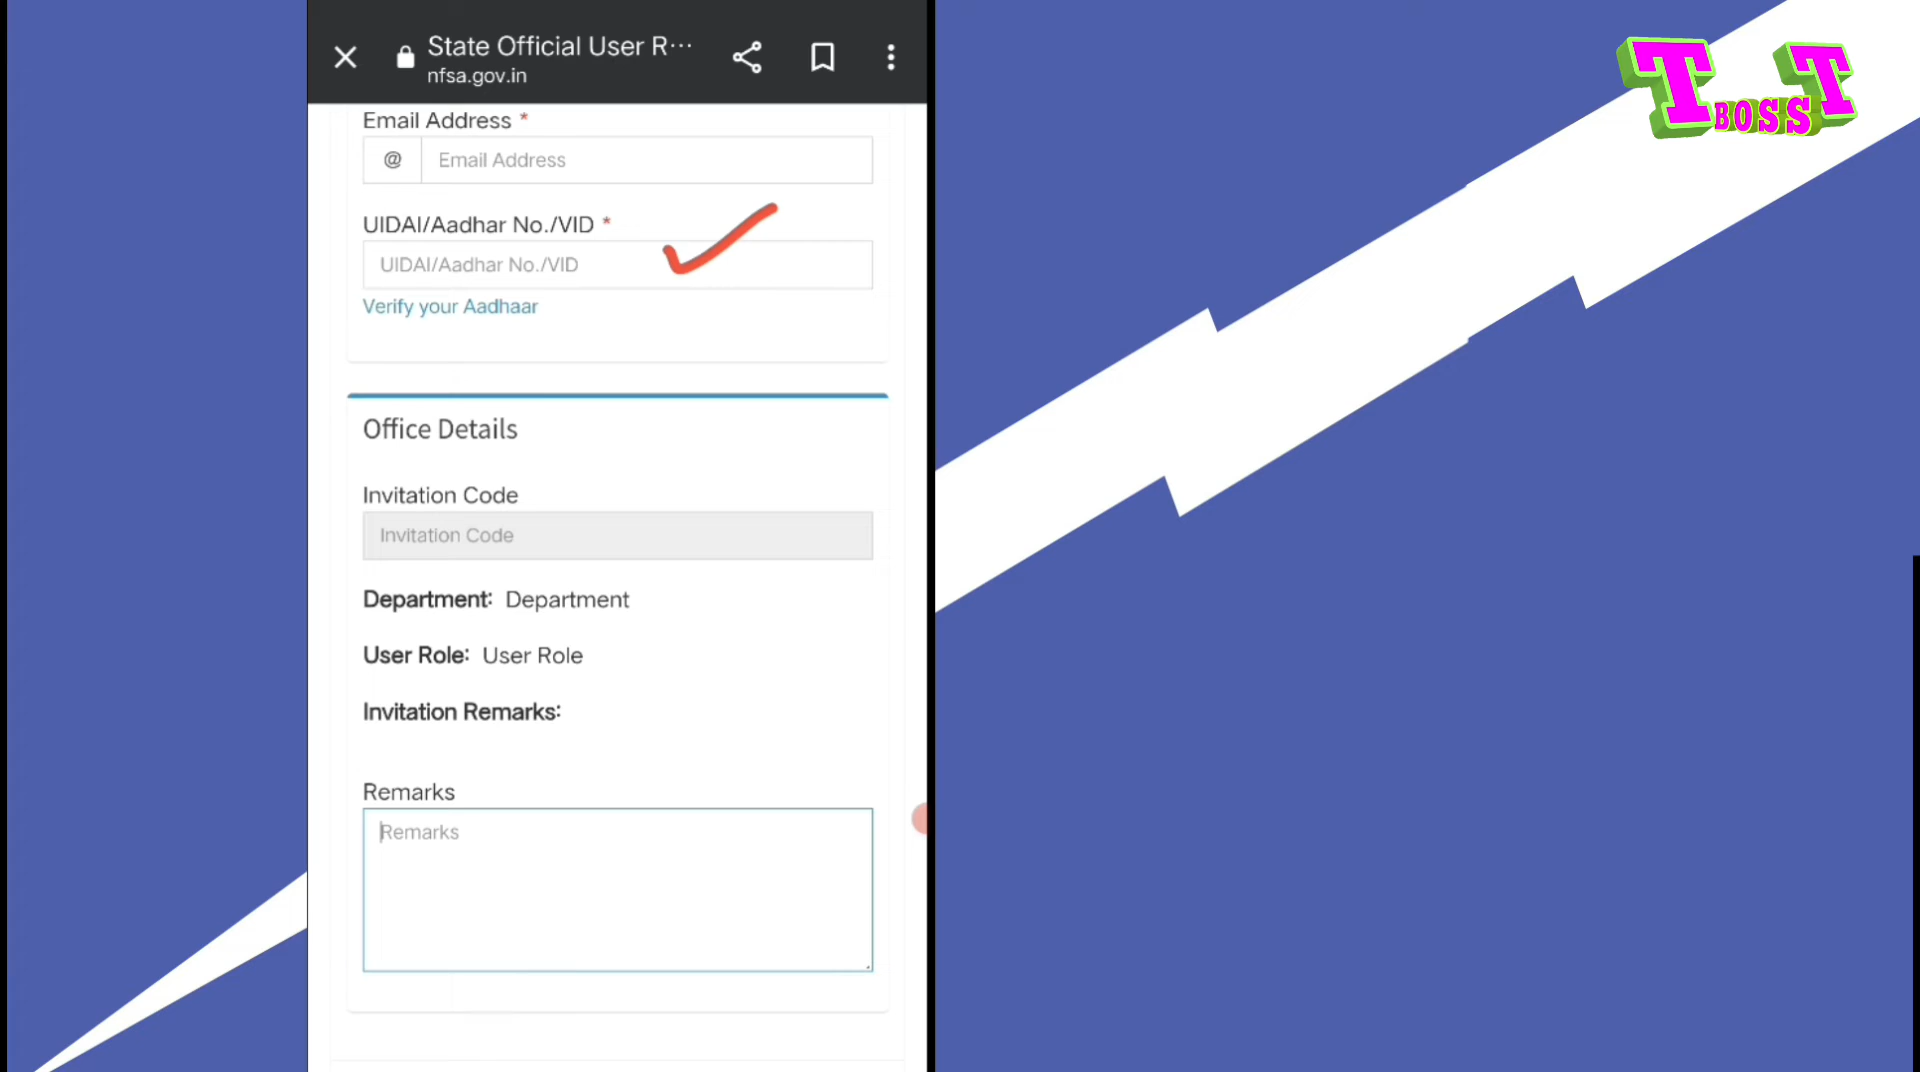 State Official User R...
nfsa.gov.in
Email Address *
@ Email Address
UIDAI/Aadhar No./VID *
UIDAI/Aadhar No./VID
Verify your Aadhaar
Office Details
Invitation Code
Invitation Code
Department: Department
User Role: User Role
Invitation Remarks:
Remarks
Remarks
T BOSS T